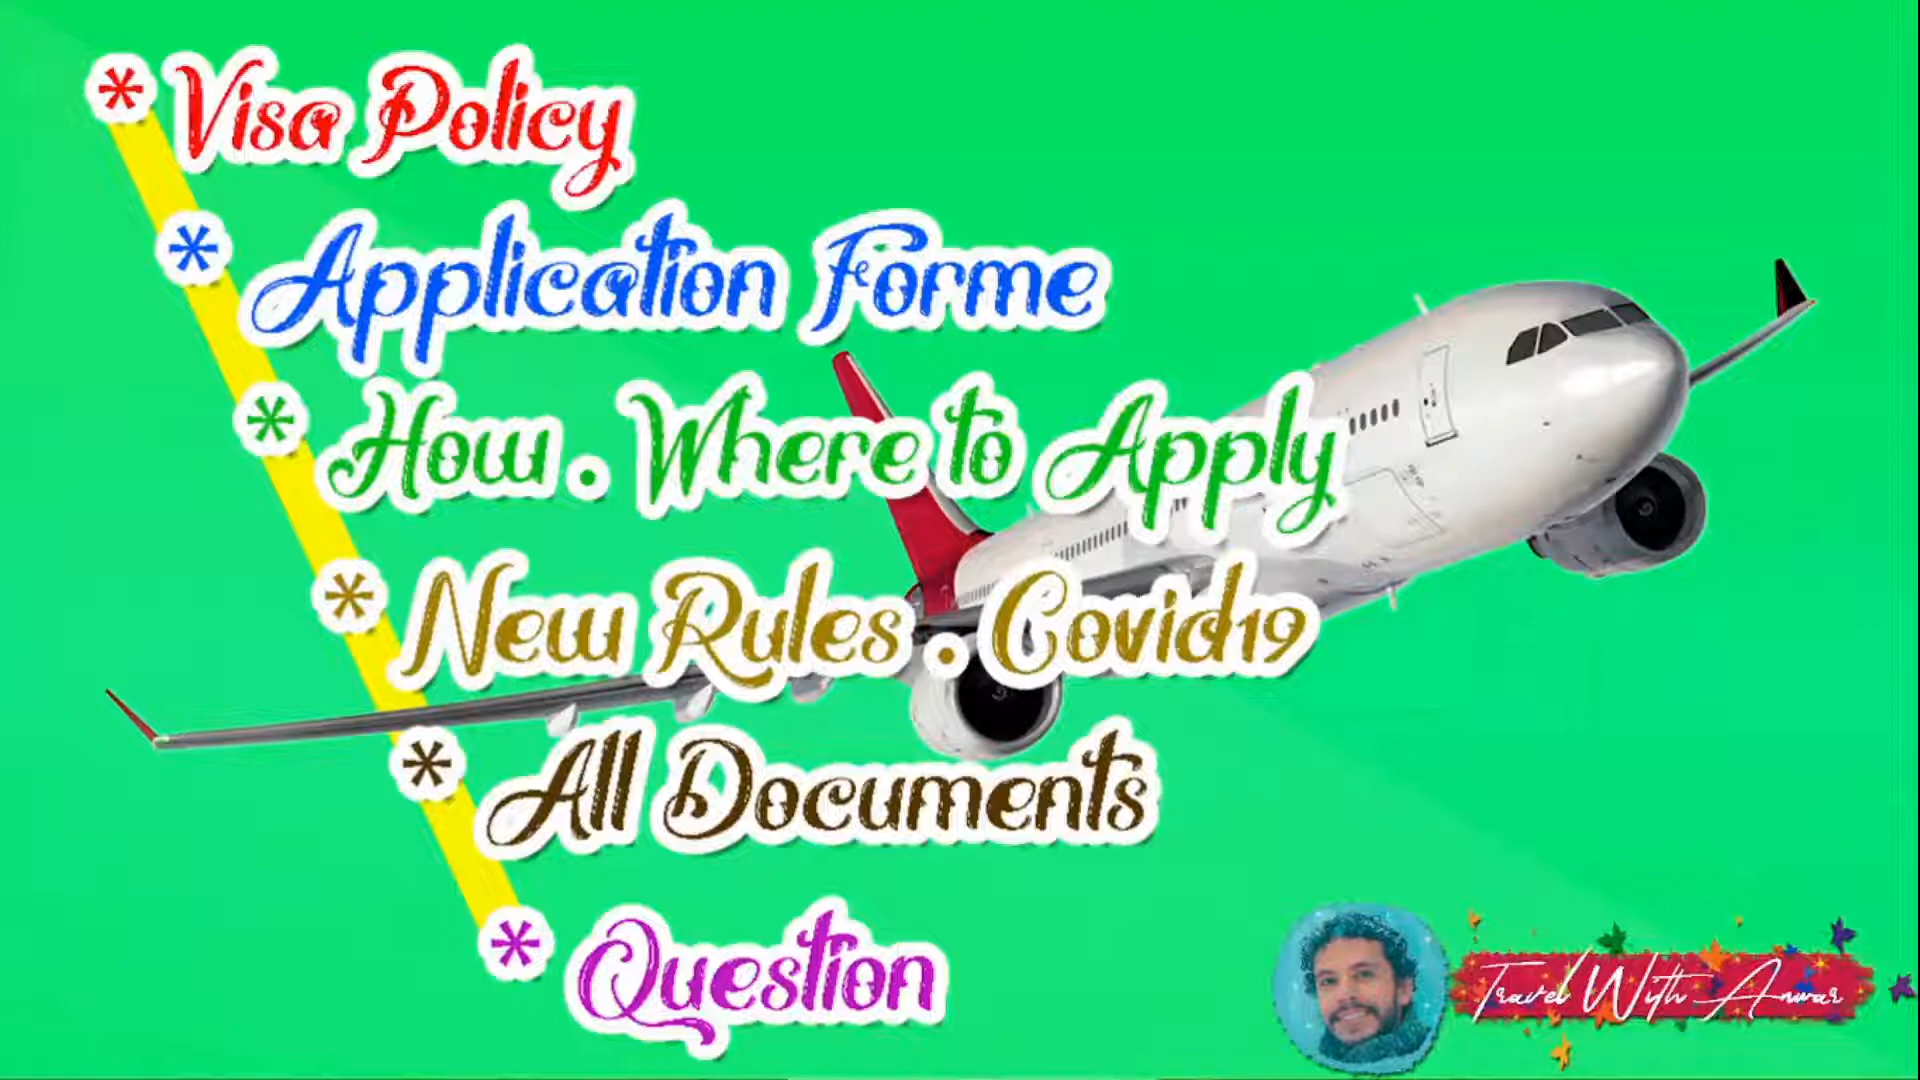 * Visa Policy
* Application Forme
* How . Where to Apply
* New Rules . Covid19
* All Documents
* Question
Travel With Anwar